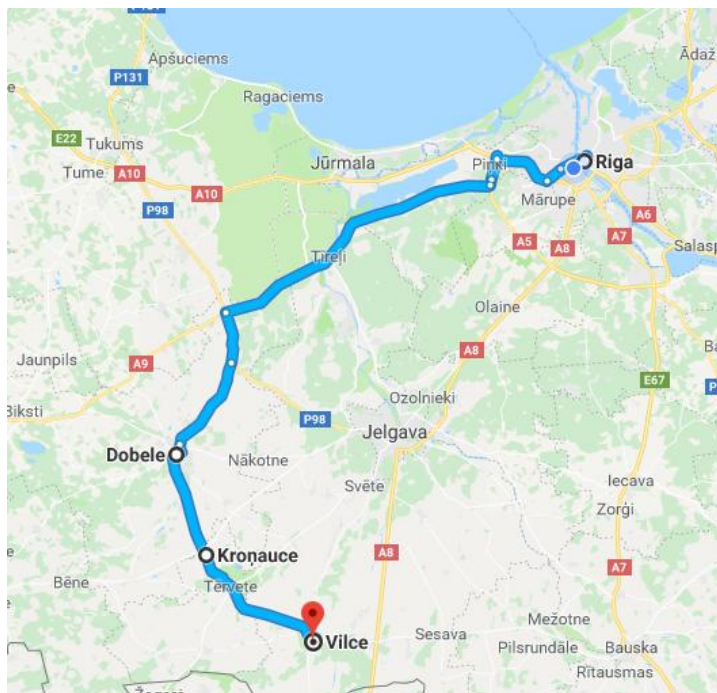 Apšuciems
Ādaž
P131
Ragaciems
E22
Tukums
Tume
A10
Jūrmala
Piņķi
Riga
A10
P98
Mārupe
A6
A5
A8
A7
Salasp
Tīreļi
Olaine
A9
Jaunpils
A8
E67
P98
Ozolnieki
Biksti
Jelgava
Dobele
Nākotne
Iecava
Svēte
Zorģi
Kroņauce
A8
Bēne
Tērvete
A7
Mežotne
Vilce
Sesava
Pilsrundāle
Bauska
Rītausmas